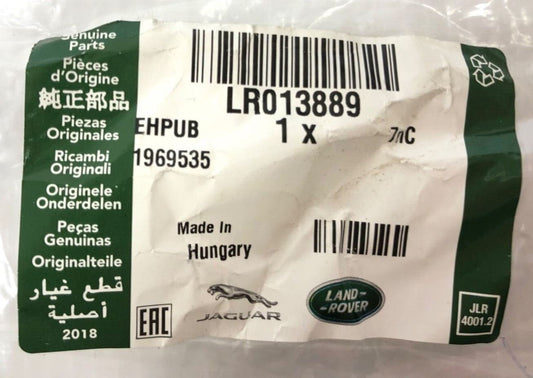 Genuine
Parts
Pièces
d'Origine
純正部品
Piezas
Originales
Ricambi
Originali
Originele
Onderdelen
Peças
Genuinas
Originalteile
قطع غيار
أصلية
2018
LR013889
EHPUB
1 x
1969535
Made In
Hungary
EAC
JAGUAR
LAND-
-ROVER
JLR
4001.2